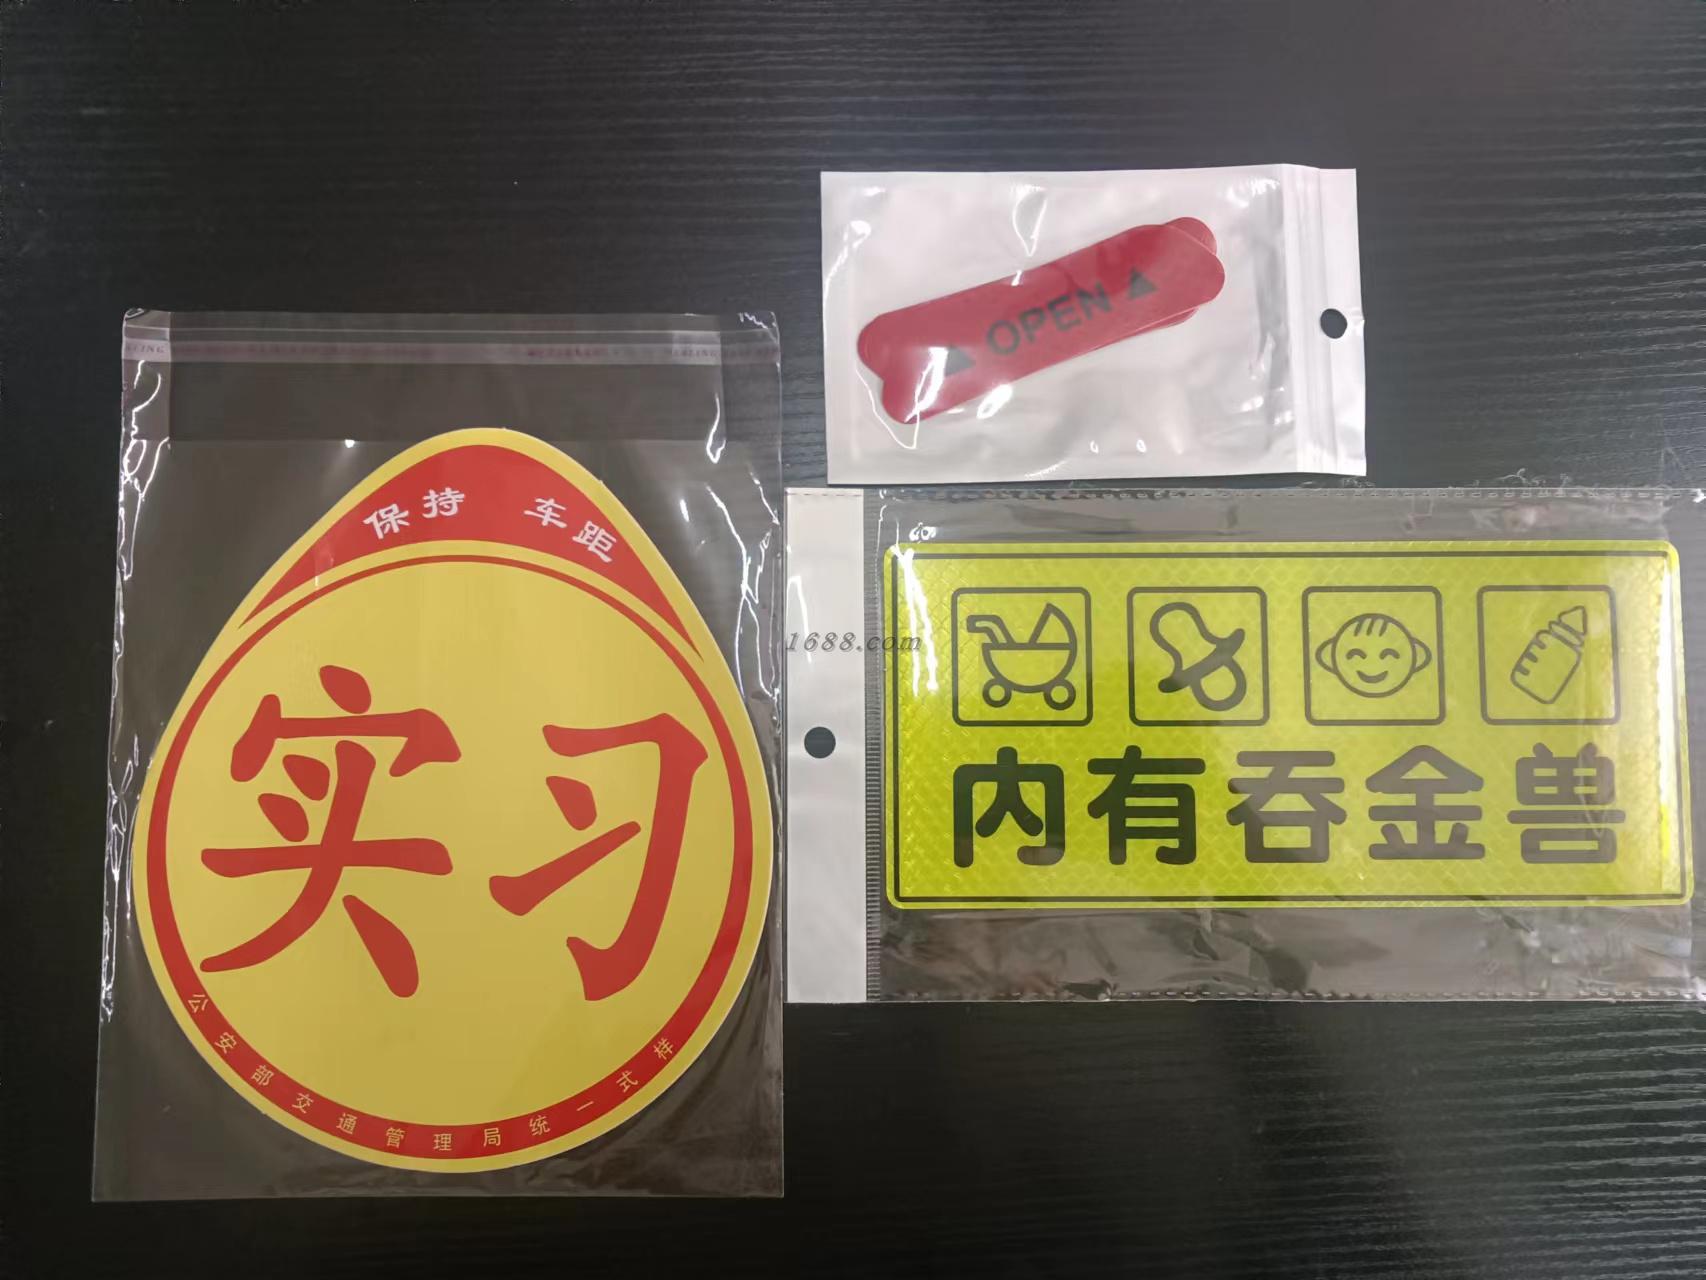 保持 车距
实习
公安部交通管理局统一式样
▲ OPEN ▲
1688.com
内有吞金兽